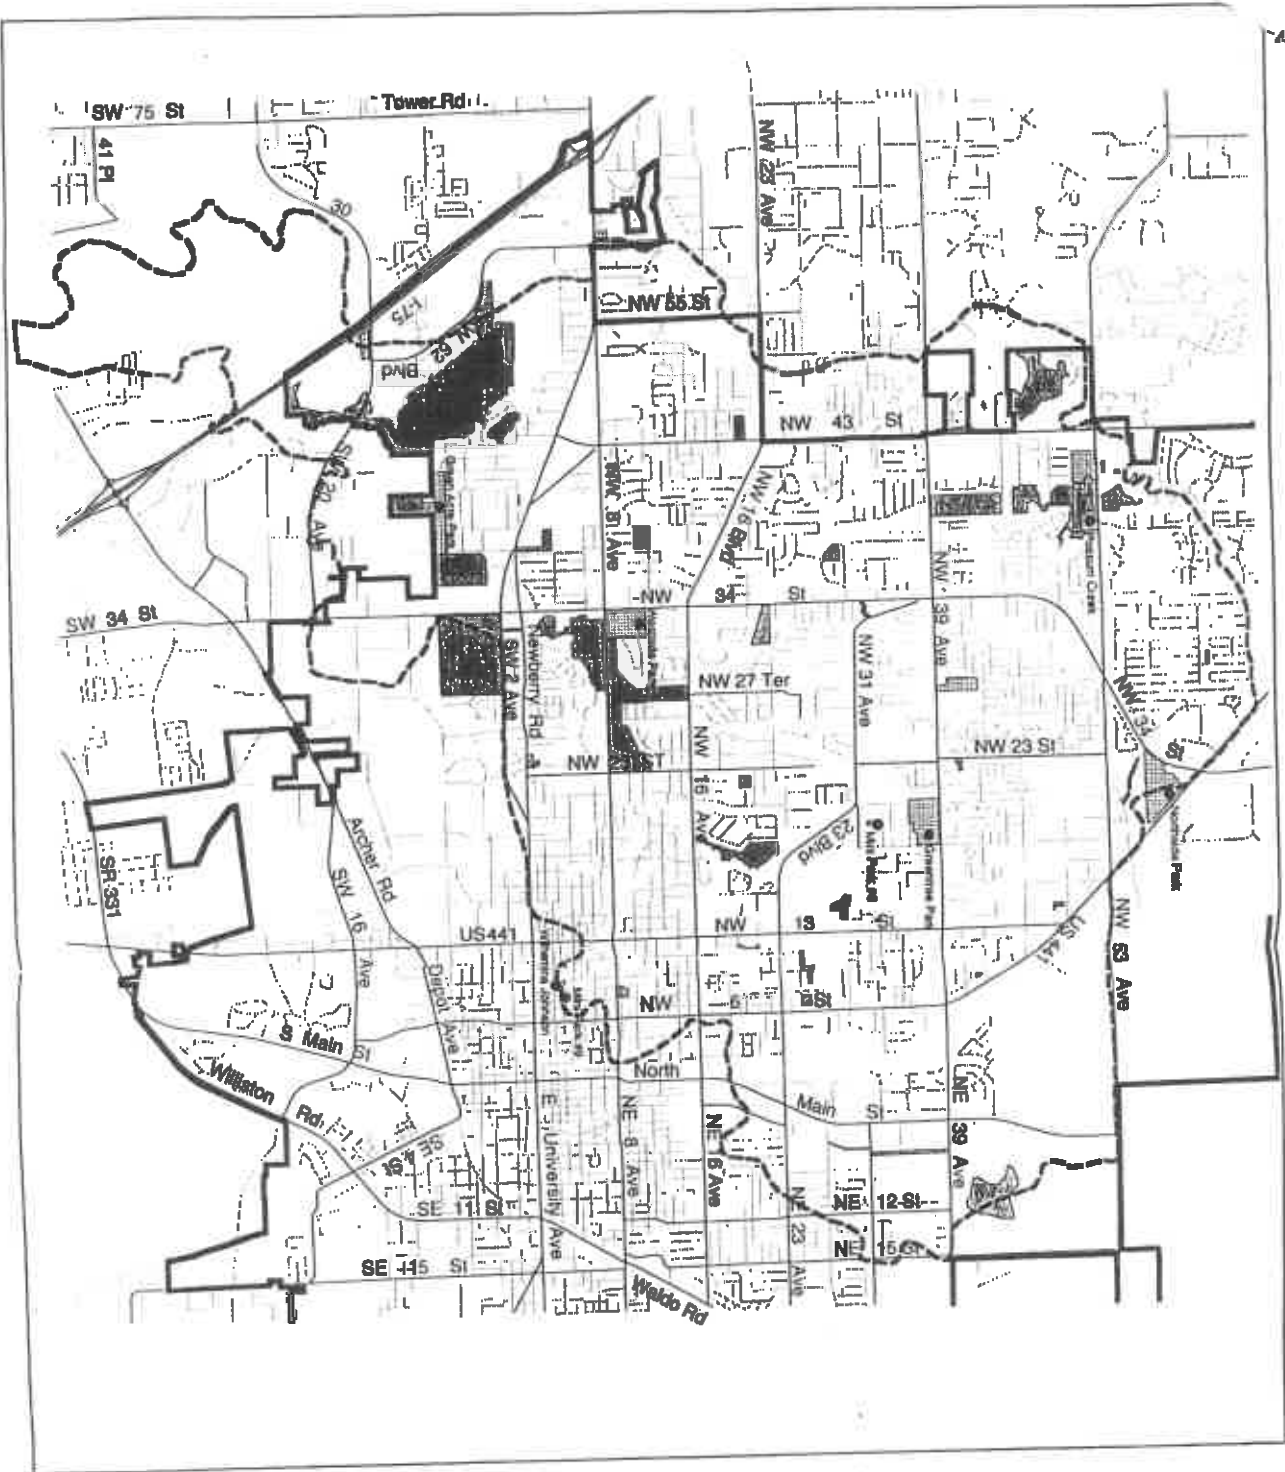 SW 75 St
Tower Rd
41 Pl
NW 23 Ave
30
I-75
NW 55 St
SW 62
Blvd
NW 43 St
SW 20
Ave
NW 8 Ave
NW 16 Blvd
NW 34 St
SW 34 St
NW 39 Ave
SW 2 Ave
Newberry Rd
NW 27 Ter
NW 31 Ave
NW 34
St
NW 23 St
NW
ST
NW 16 Ave
23 Blvd
Archer Rd
SR 331
SW 16
Ave
Park
US441
NW 13 St
US 441
NW 53 Ave
Depot Ave
NW 6 St
S Main St
North
Main St
Williston
Rd
SE 4 St
E University Ave
NE 8 Ave
NE 16 Ave
NE 39 Ave
SE 11 St
NE 12 St
NE 23 Ave
NE 15 St
SE 15 St
Waldo Rd